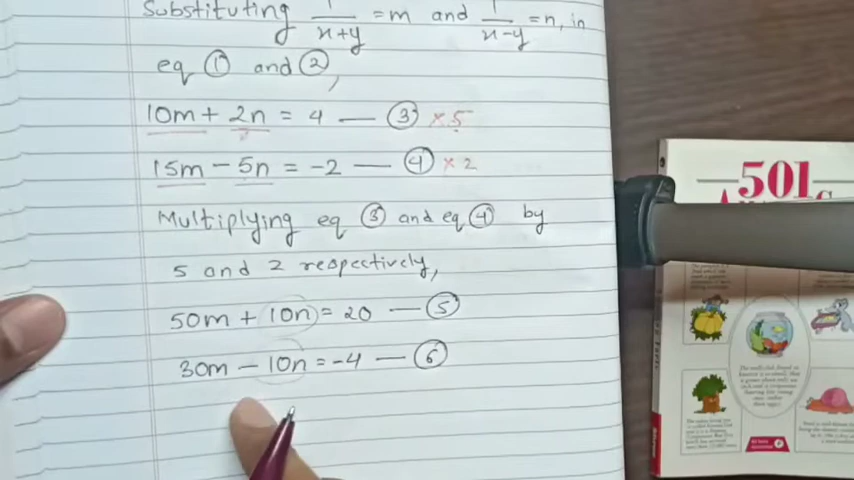 Substituting 1/x+y = m and 1/x-y = n, in
eq ① and ②,
10m + 2n = 4 — ③ ×5
15m - 5n = -2 — ④ ×2
Multiplying eq ③ and eq ④ by
5 and 2 respectively,
50m + 10n = 20 — ⑤
30m - 10n = -4 — ⑥
501